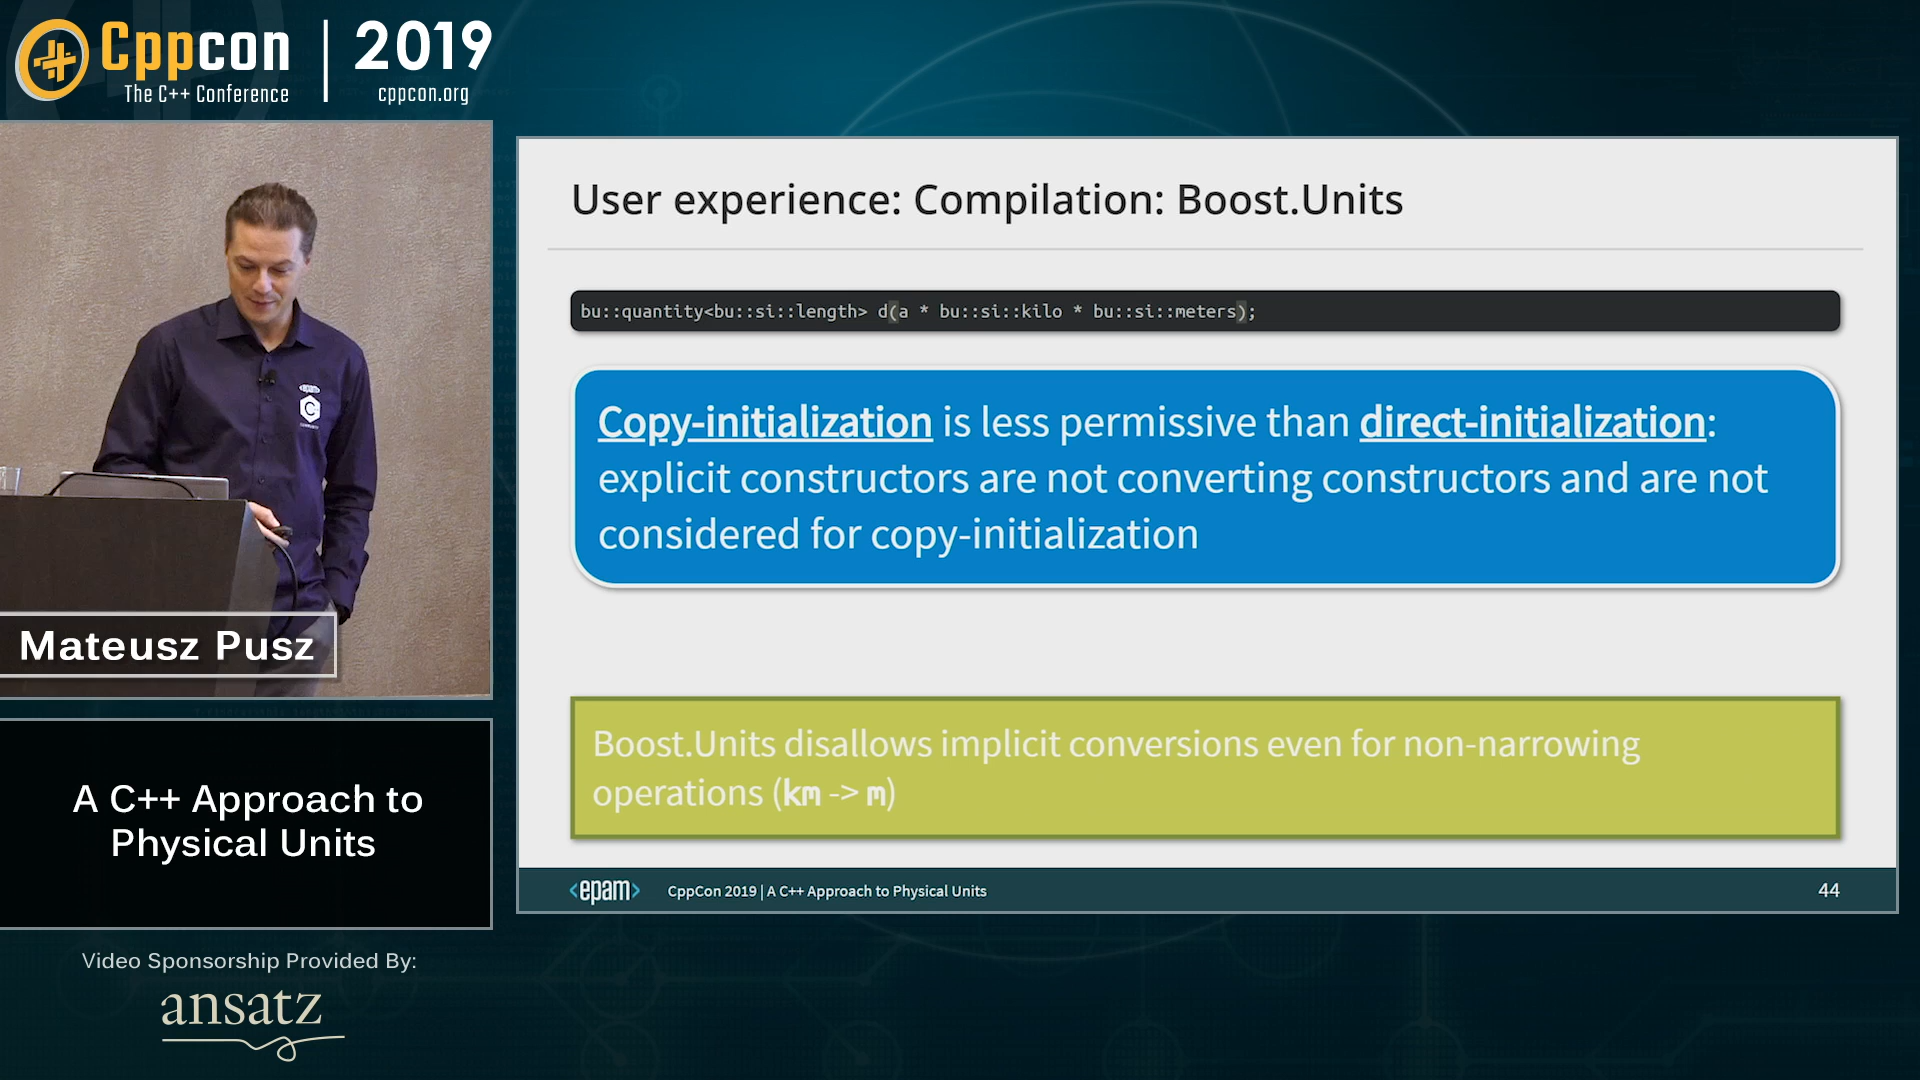 Cppcon | 2019
The C++ Conference
cppcon.org
User experience: Compilation: Boost.Units
bu::quantity<bu::si::length> d(a * bu::si::kilo * bu::si::meters);
Copy-initialization is less permissive than direct-initialization:
explicit constructors are not converting constructors and are not
considered for copy-initialization
Boost.Units disallows implicit conversions even for non-narrowing
operations (km -> m)
<epam>
CppCon 2019 | A C++ Approach to Physical Units
44
Mateusz Pusz
A C++ Approach to
Physical Units
Video Sponsorship Provided By:
ansatz